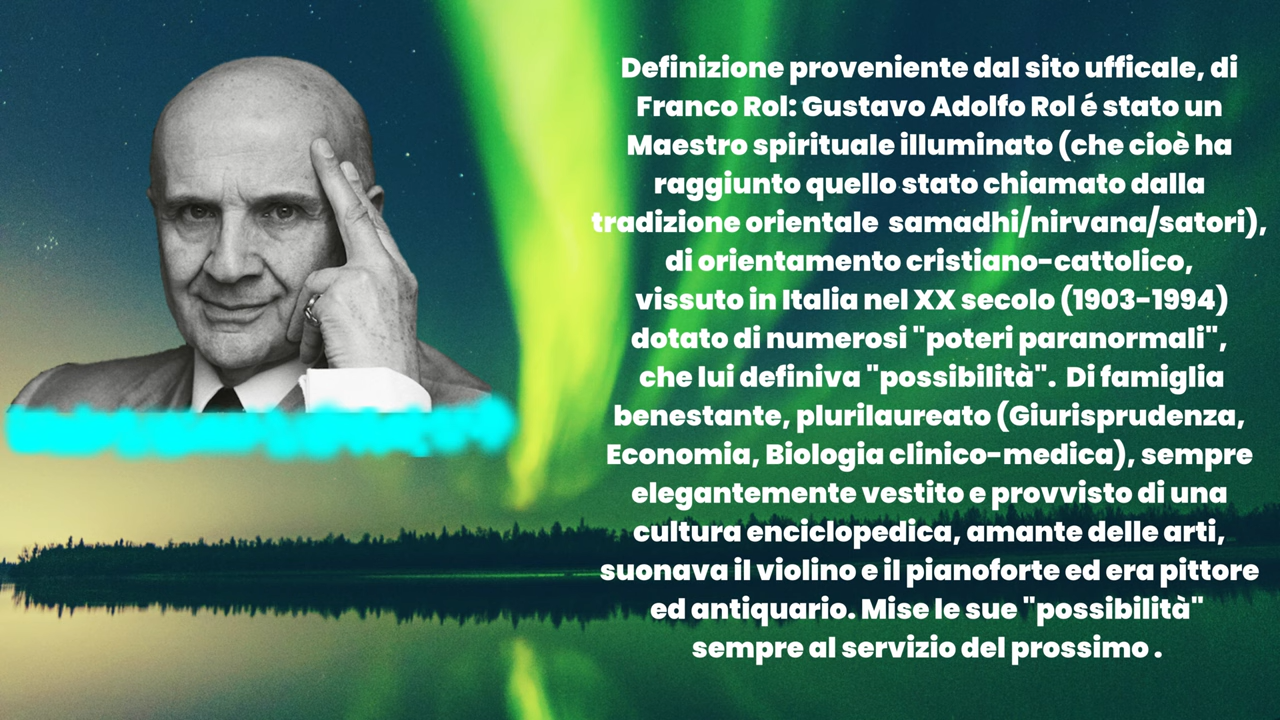 Definizione proveniente dal sito ufficale, di
Franco Rol: Gustavo Adolfo Rol é stato un
Maestro spirituale illuminato (che cioè ha
raggiunto quello stato chiamato dalla
tradizione orientale  samadhi/nirvana/satori),
di orientamento cristiano-cattolico,
vissuto in Italia nel XX secolo (1903-1994)
dotato di numerosi "poteri paranormali",
che lui definiva "possibilità".  Di famiglia
benestante, plurilaureato (Giurisprudenza,
Economia, Biologia clinico-medica), sempre
elegantemente vestito e provvisto di una
cultura enciclopedica, amante delle arti,
suonava il violino e il pianoforte ed era pittore
ed antiquario. Mise le sue "possibilità"
sempre al servizio del prossimo .